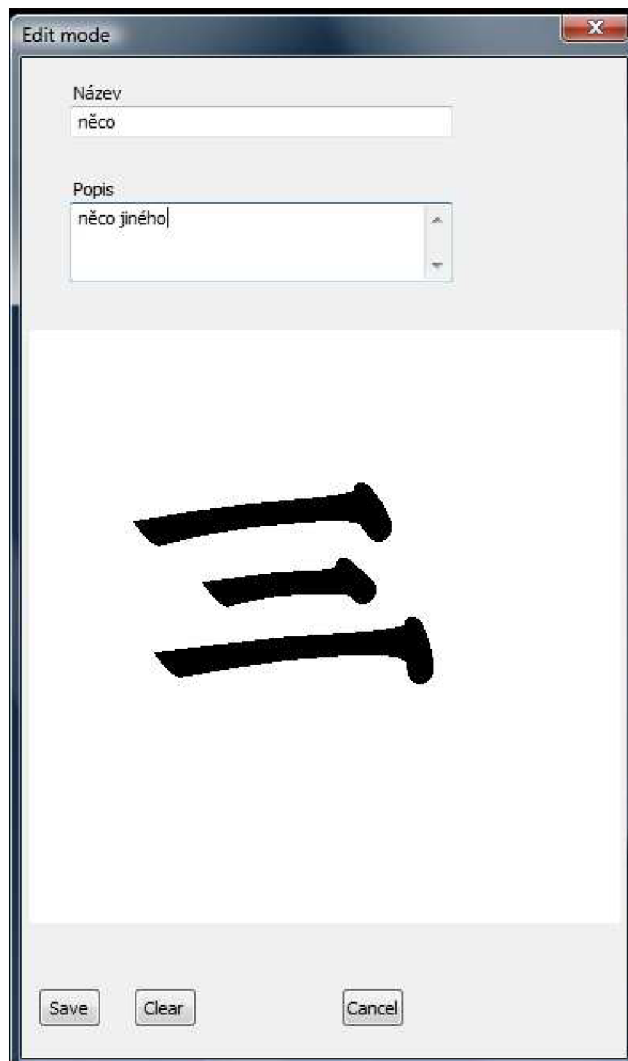 Edit mode
Název
něco
Popis
něco jiného
三
Save Clear Cancel